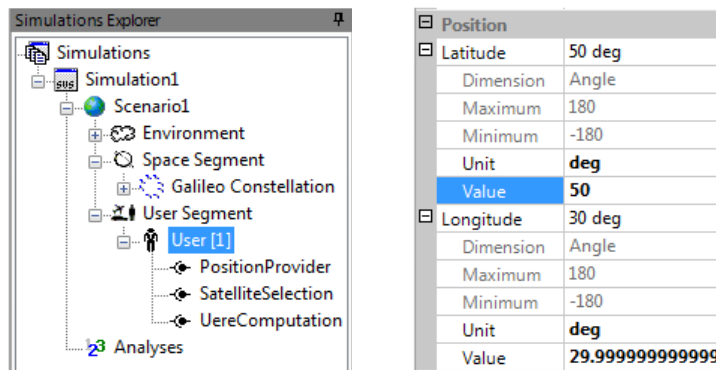 Simulations Explorer
Simulations
Simulation1
Scenario1
Environment
Space Segment
Galileo Constellation
User Segment
User [1]
PositionProvider
SatelliteSelection
UereComputation
Analyses
Position
Latitude 50 deg
Dimension Angle
Maximum 180
Minimum -180
Unit deg
Value 50
Longitude 30 deg
Dimension Angle
Maximum 180
Minimum -180
Unit deg
Value 29.999999999999